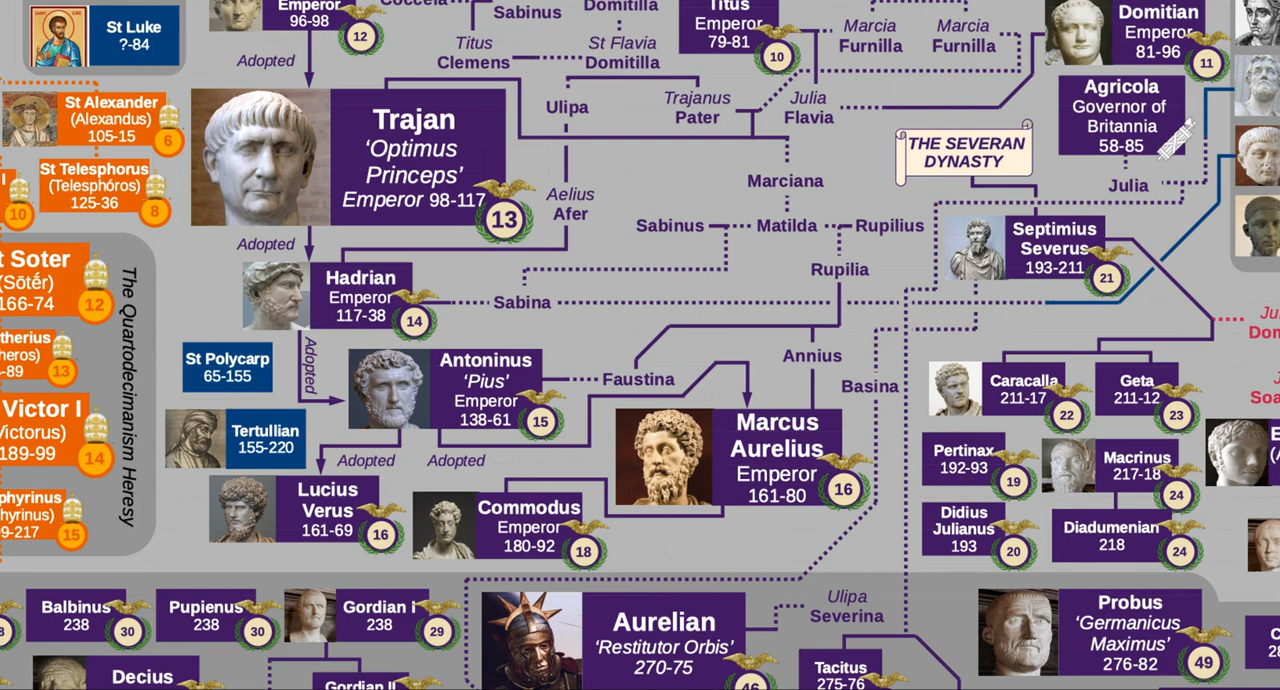 Emperor
96-98
12
Adopted
St Luke
?-84
Sabinus
Domitilla
Titus
Clemens
St Flavia
Domitilla
Titus
Emperor
79-81
10
Marcia
Furnilla
Marcia
Furnilla
Domitian
Emperor
81-96
11
Agricola
Governor of
Britannia
58-85
Julia
St Alexander
(Alexandus)
105-15
6
St Telesphorus
(Telesphóros)
125-36
8
10
Trajan
'Optimus
Princeps'
Emperor 98-117
13
Ulipa
Trajanus
Pater
Julia
Flavia
Aelius
Afer
Marciana
Sabinus
Matilda
Rupilius
Rupilia
THE SEVERAN
DYNASTY
Septimius
Severus
193-211
21
Adopted
Hadrian
Emperor
117-38
14
Sabina
Soter
(Sōtḗr)
166-74
12
13
Victor I
189-99
14
15
The Quartodecimanism Heresy
St Polycarp
65-155
Tertullian
155-220
Adopted
Antoninus
'Pius'
Emperor
138-61
15
Faustina
Annius
Basina
Marcus
Aurelius
Emperor
161-80
16
Adopted
Adopted
Lucius
Verus
161-69
16
Commodus
Emperor
180-92
18
Caracalla
211-17
22
Geta
211-12
23
Pertinax
192-93
19
Macrinus
217-18
24
Didius
Julianus
193
20
Diadumenian
218
24
Balbinus
238
30
Pupienus
238
30
Gordian I
238
29
Decius
Gordian II
Aurelian
'Restitutor Orbis'
270-75
46
Ulipa
Severina
Tacitus
275-76
Probus
'Germanicus
Maximus'
276-82
49